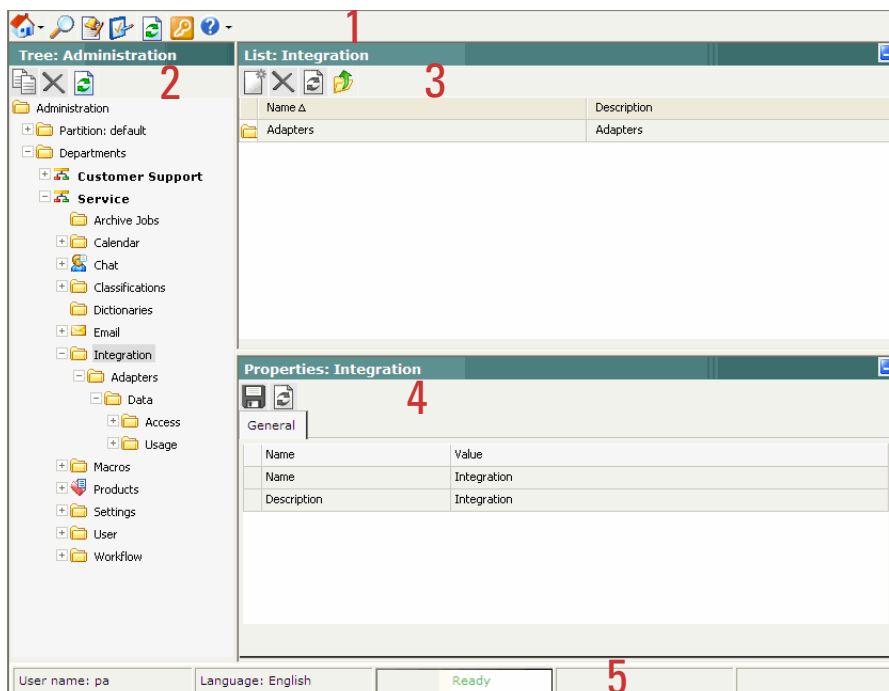 1
Tree: Administration
2
Administration
Partition: default
Departments
Customer Support
Service
Archive Jobs
Calendar
Chat
Classifications
Dictionaries
Email
Integration
Adapters
Data
Access
Usage
Macros
Products
Settings
User
Workflow
List: Integration
3
Name Description
Adapters Adapters
Properties: Integration
4
General
Name Value
Name Integration
Description Integration
User name: pa Language: English Ready 5